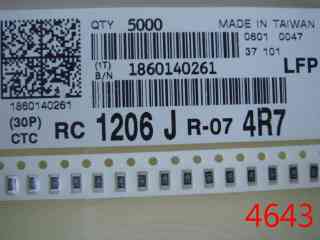 QTY 5000 MADE IN TAIWAN
0601 0047
37 101
(1T) B/N 1860140261 LFP
1860140261
(30P) CTC RC 1206 J R-07 4R7
4643